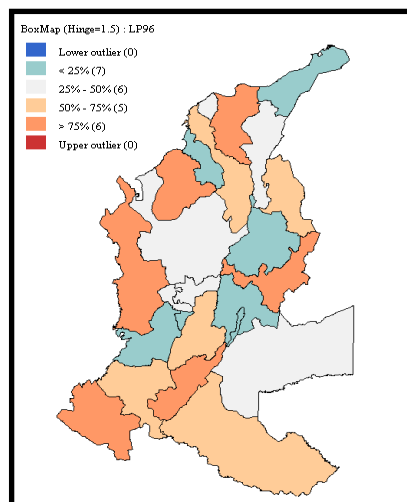 BoxMap (Hinge=1.5) : LP96
Lower outlier (0)
< 25% (7)
25% - 50% (6)
50% - 75% (5)
> 75% (6)
Upper outlier (0)